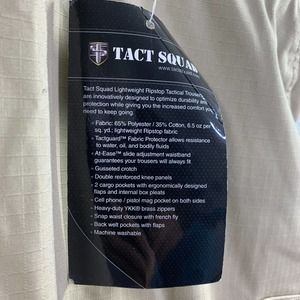 TACT SQUAD
Tact Squad Lightweight Ripstop Tactical Trousers
are innovatively designed to optimize durability and
protection while giving you the increased comfort you
need to keep going.
- Fabric: 65% Polyester / 35% Cotton, 6.5 oz per
sq. yd.; lightweight Ripstop fabric
- Tactguard™ Fabric Protector allows resistance
to water, oil, and bodily fluids
- At-Ease™ slide adjustment waistband
guarantees your trousers will always fit
- Gusseted crotch
- Double reinforced knee panels
- 2 cargo pockets with ergonomically designed
flaps and internal box pleats
- Cell phone / pistol mag pocket on both sides
- Heavy-duty YKK® brass zippers
- Snap waist closure with french fly
- Back welt pockets with flaps
- Machine washable